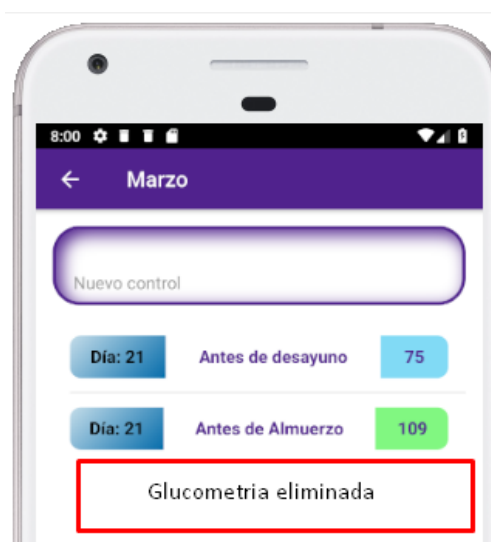 8:00
Marzo
Nuevo control
Día: 21 Antes de desayuno 75
Día: 21 Antes de Almuerzo 109
Glucometria eliminada